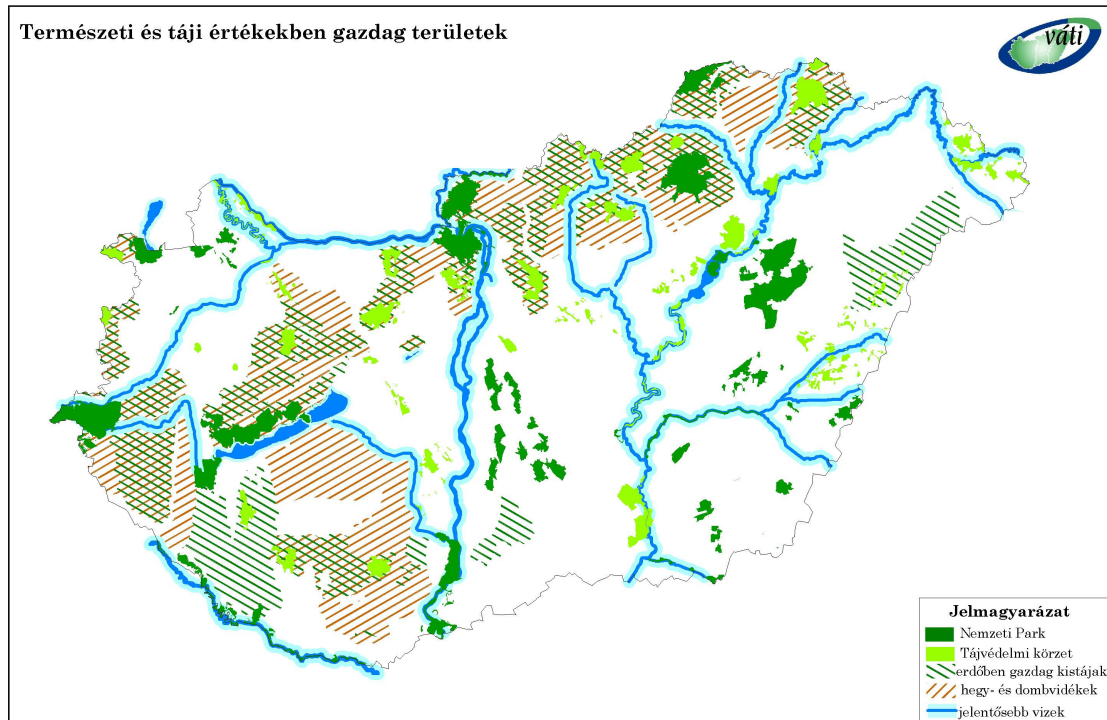 Természeti és táji értékekben gazdag területek
váti
Jelmagyarázat
Nemzeti Park
Tájvédelmi körzet
erdőben gazdag kistájak
hegy- és dombvidékek
jelentősebb vizek